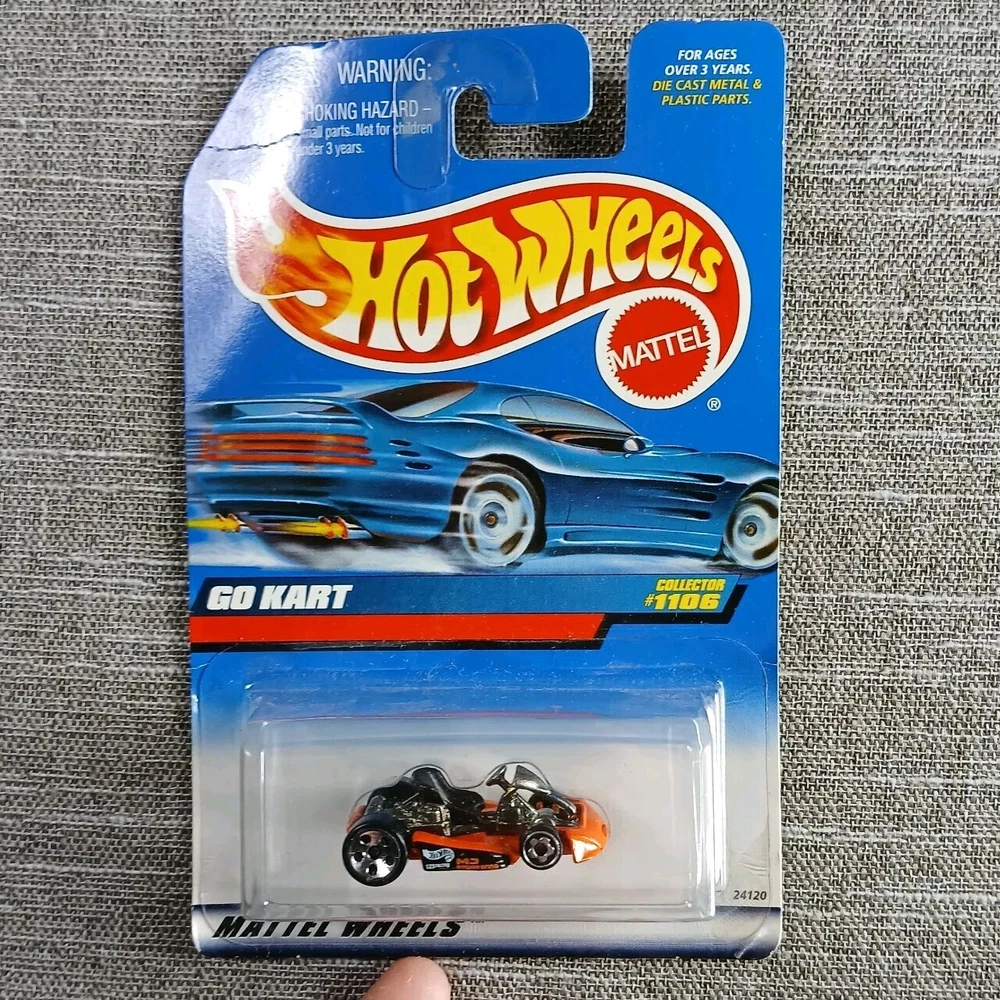 WARNING:
HOKING HAZARD –
mall parts. Not for children
nder 3 years.
FOR AGES
OVER 3 YEARS.
DIE CAST METAL &
PLASTIC PARTS.
HOT WHEELS
MATTEL
®
GO KART
COLLECTOR
#1106
24120
MATTEL WHEELS™